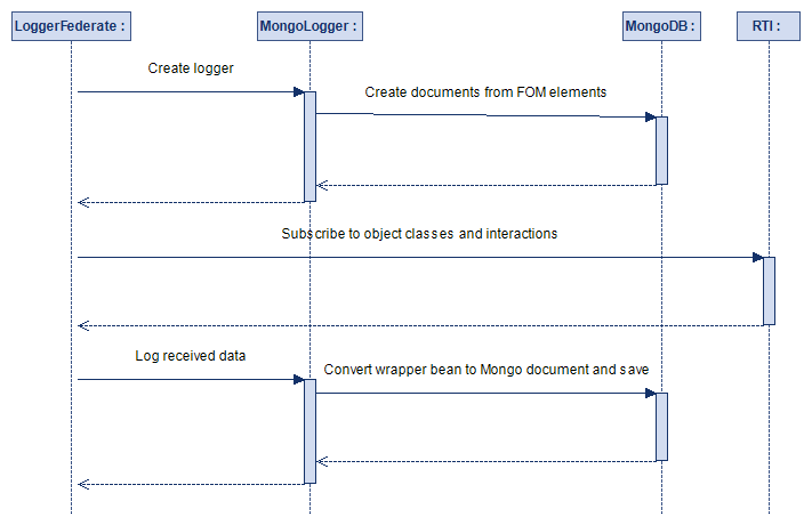 LoggerFederate :
MongoLogger :
MongoDB :
RTI :
Create logger
Create documents from FOM elements
Subscribe to object classes and interactions
Log received data
Convert wrapper bean to Mongo document and save